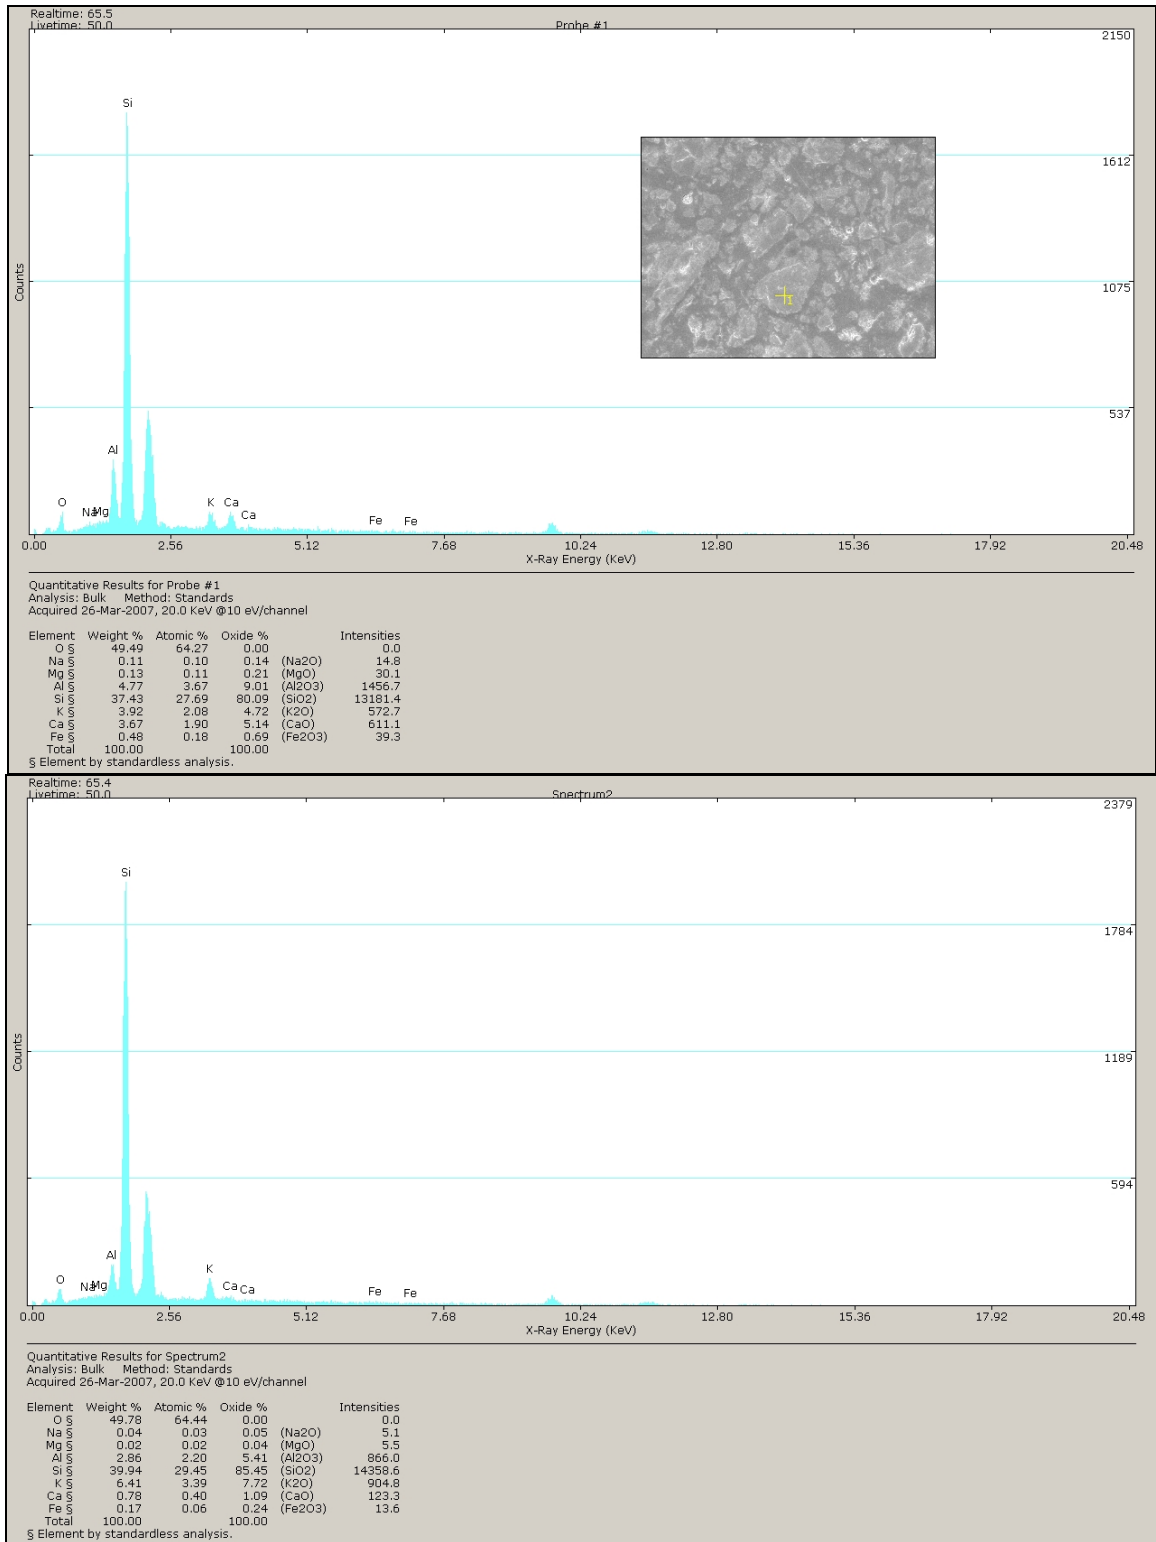 Realtime: 65.5
Livetime: 50.0
Probe #1
2150
Si
1612
1075
Counts
1
537
Al
O
Na
Mg
K
Ca
Ca
Fe
Fe
0.00 2.56 5.12 7.68 10.24 12.80 15.36 17.92 20.48
X-Ray Energy (KeV)
Quantitative Results for Probe #1
Analysis: Bulk Method: Standards
Acquired 26-Mar-2007, 20.0 KeV @10 eV/channel
Element Weight % Atomic % Oxide % Intensities
O § 49.49 64.27 0.00 0.0
Na § 0.11 0.10 0.14 (Na2O) 14.8
Mg § 0.13 0.11 0.21 (MgO) 30.1
Al § 4.77 3.67 9.01 (Al2O3) 1456.7
Si § 37.43 27.69 80.09 (SiO2) 13181.4
K § 3.92 2.08 4.72 (K2O) 572.7
Ca § 3.67 1.90 5.14 (CaO) 611.1
Fe § 0.48 0.18 0.69 (Fe2O3) 39.3
Total 100.00 100.00
§ Element by standardless analysis.
Realtime: 65.4
Livetime: 50.0
Spectrum2
2379
Si
1784
1189
Counts
594
Al
O
Na
Mg
K
Ca
Ca
Fe
Fe
0.00 2.56 5.12 7.68 10.24 12.80 15.36 17.92 20.48
X-Ray Energy (KeV)
Quantitative Results for Spectrum2
Analysis: Bulk Method: Standards
Acquired 26-Mar-2007, 20.0 KeV @10 eV/channel
Element Weight % Atomic % Oxide % Intensities
O § 49.78 64.44 0.00 0.0
Na § 0.04 0.03 0.05 (Na2O) 5.1
Mg § 0.02 0.02 0.04 (MgO) 5.5
Al § 2.86 2.20 5.41 (Al2O3) 866.0
Si § 39.94 29.45 85.45 (SiO2) 14358.6
K § 6.41 3.39 7.72 (K2O) 904.8
Ca § 0.78 0.40 1.09 (CaO) 123.3
Fe § 0.17 0.06 0.24 (Fe2O3) 13.6
Total 100.00 100.00
§ Element by standardless analysis.